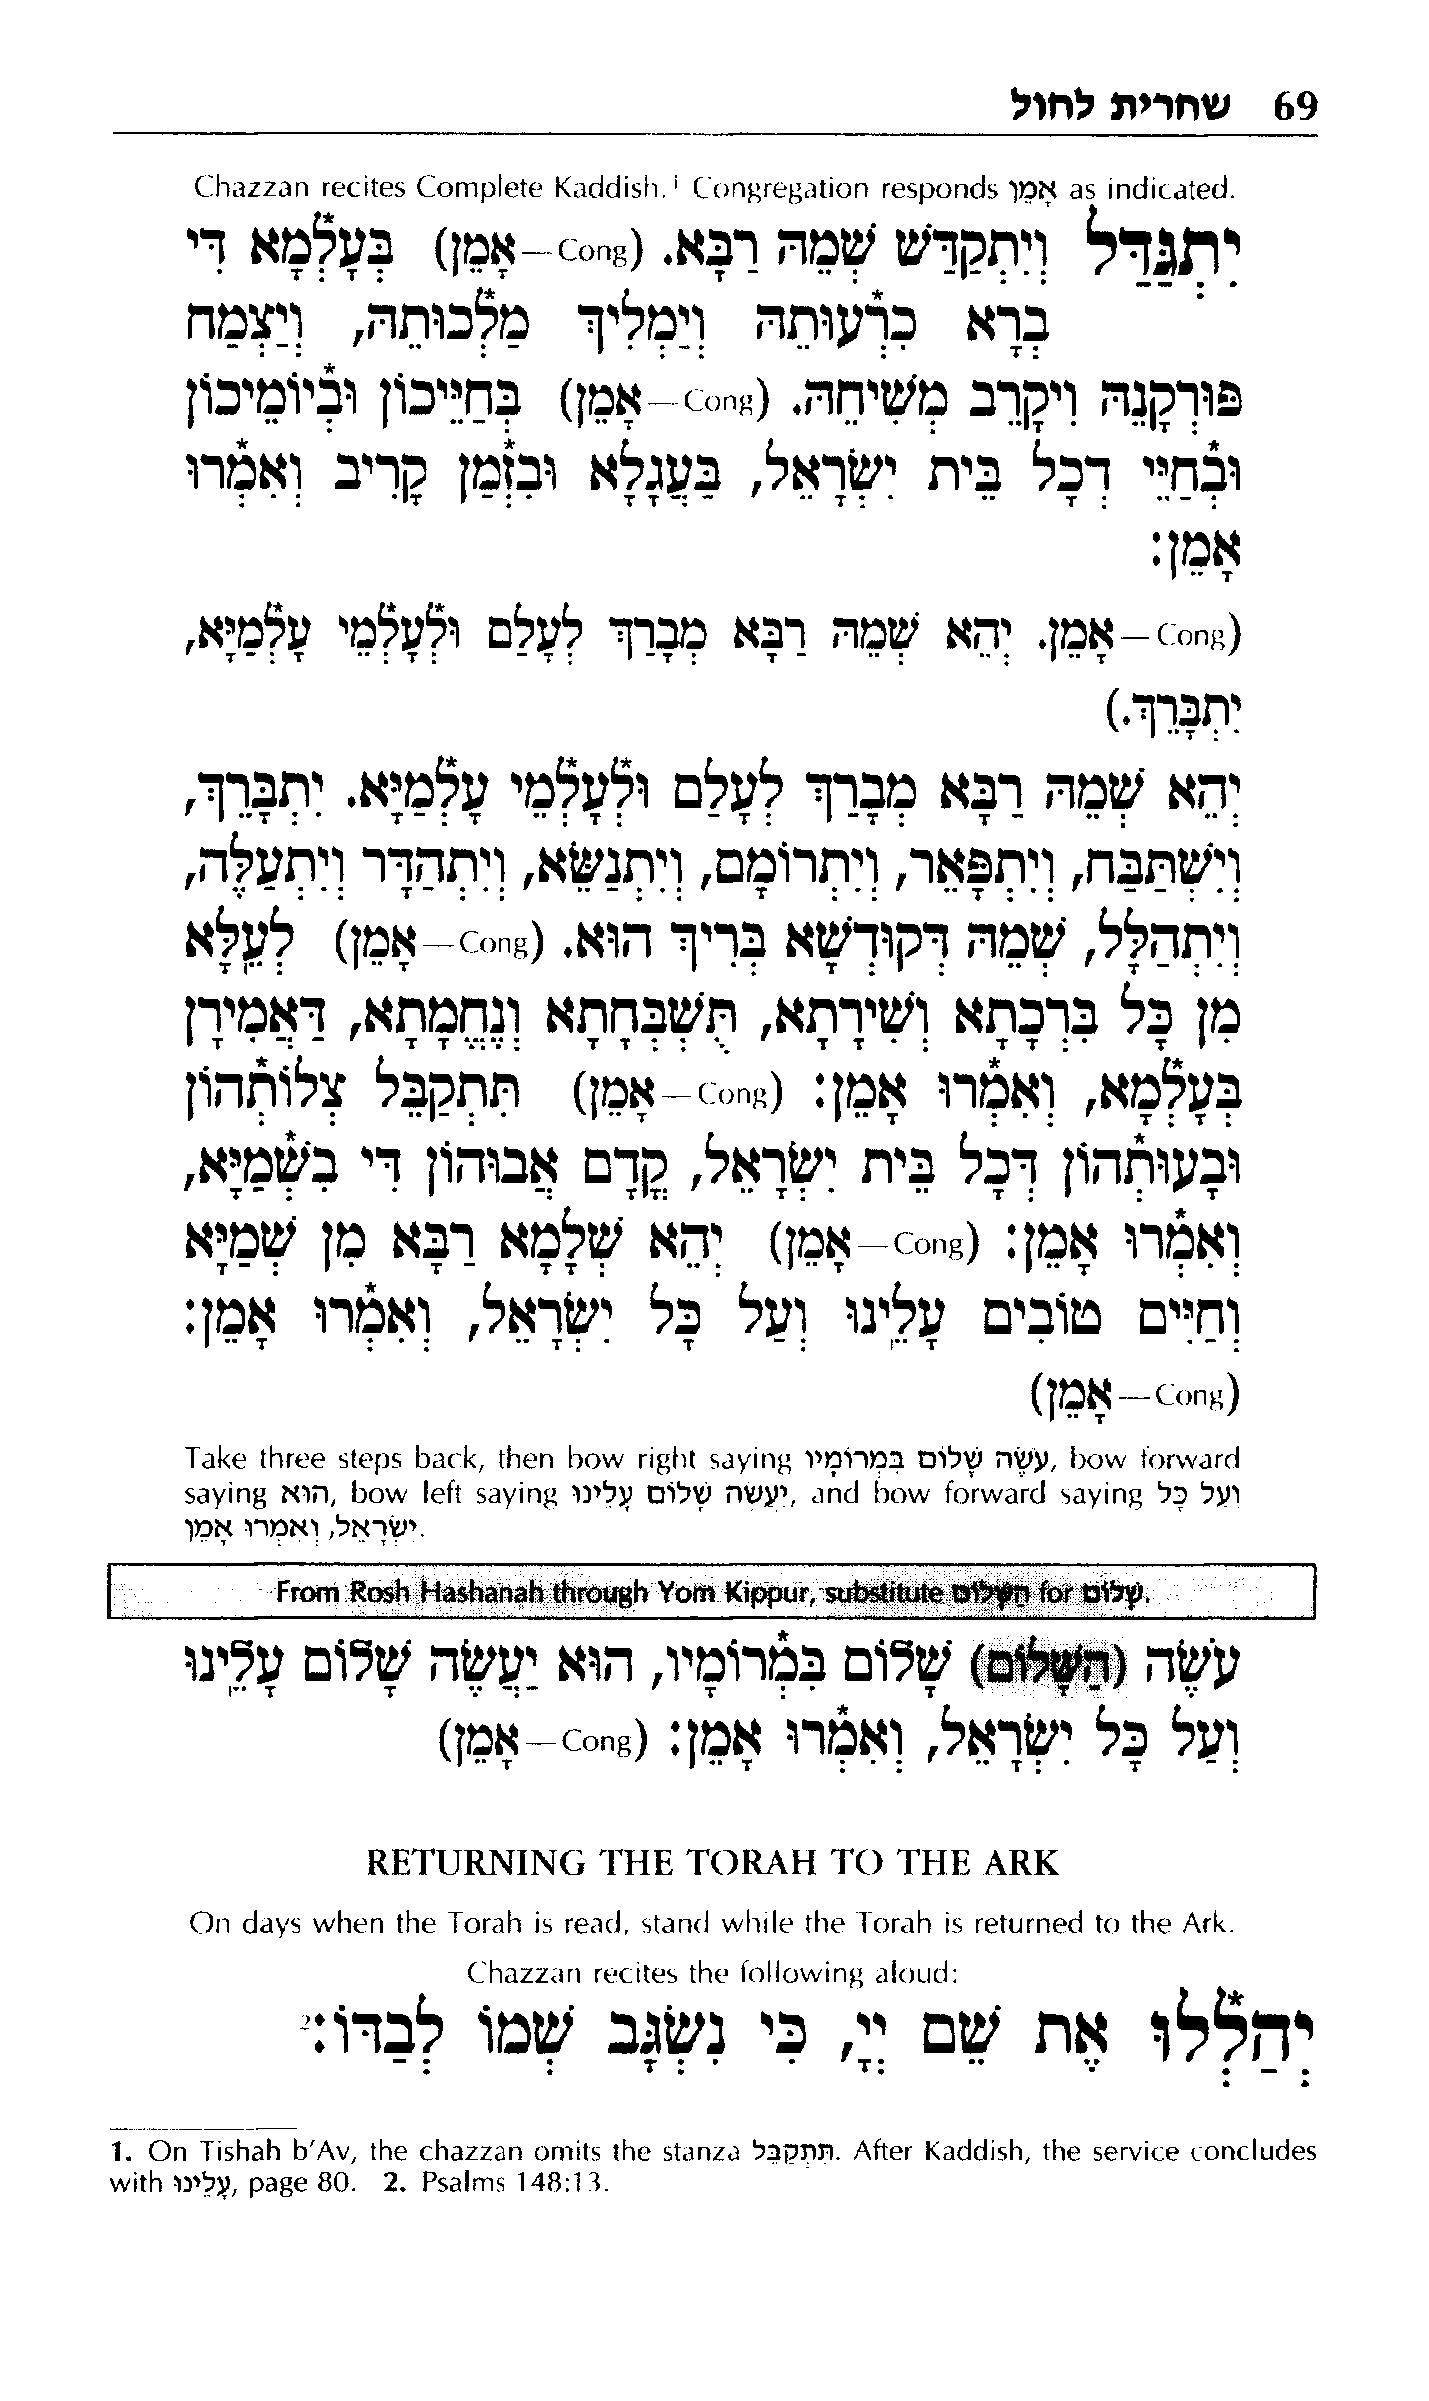 שחרית לחול 69
Chazzan recites Complete Kaddish.¹ Congregation responds אָמֵן as indicated.
יִתְגַּדַּל וְיִתְקַדַּשׁ שְׁמֵהּ רַבָּא. (Cong—אָמֵן) בְּעָלְ*מָא דִּי
בְרָא כִרְ*עוּתֵהּ וְיַמְלִיךְ מַלְ*כוּתֵהּ, וְיַצְמַח
פּוּרְקָנֵהּ וִיקָרֵב מְשִׁיחֵהּ. (Cong—אָמֵן) בְּחַיֵּיכוֹן וּבְ*יוֹמֵיכוֹן
וּבְ*חַיֵּי דְכָל בֵּית יִשְׂרָאֵל, בַּעֲגָלָא וּבִזְ*מַן קָרִיב וְאִמְ*רוּ
אָמֵן:
(Cong—אָמֵן. יְהֵא שְׁמֵהּ רַבָּא מְבָרַךְ לְעָלַם וּלְ*עָלְ*מֵי עָלְ*מַיָּא,
יִתְבָּרֵךְ.)
יְהֵא שְׁמֵהּ רַבָּא מְבָרַךְ לְעָלַם וּלְ*עָלְ*מֵי עָלְ*מַיָּא. יִתְבָּרֵךְ,
וְיִשְׁתַּבַּח, וְיִתְפָּאֵר, וְיִתְרוֹמָם, וְיִתְנַשֵּׂא, וְיִתְהַדָּר וְיִתְעַלֶּה,
וְיִתְהַלָּל, שְׁמֵהּ דְּקוּדְשָׁא בְּרִיךְ הוּא. (Cong—אָמֵן) לְעֵלָּא
מִן כָּל בִּרְכָתָא וְשִׁירָתָא, תֻּשְׁבְּחָתָא וְנֶחֱמָתָא, דַּאֲמִירָן
בְּעָלְ*מָא, וְאִמְ*רוּ אָמֵן: (Cong—אָמֵן) תִּתְקַבֵּל צְלוֹתְ*הוֹן
וּבָעוּתְ*הוֹן דְּכָל בֵּית יִשְׂרָאֵל, קֳדָם אֲבוּהוֹן דִּי בִשְׁ*מַיָּא,
וְאִמְ*רוּ אָמֵן: (Cong—אָמֵן) יְהֵא שְׁלָמָא רַבָּא מִן שְׁמַיָּא
וְחַיִּים טוֹבִים עָלֵינוּ וְעַל כָּל יִשְׂרָאֵל, וְאִמְ*רוּ אָמֵן:
(Cong—אָמֵן)
Take three steps back, then bow right saying עֹשֶׂה שָׁלוֹם בִּמְרוֹמָיו, bow forward
saying הוּא, bow left saying יַעֲשֶׂה שָׁלוֹם עָלֵינוּ, and bow forward saying וְעַל כָּל
יִשְׂרָאֵל, וְאִמְרוּ אָמֵן.
From Rosh Hashanah through Yom Kippur, substitute הַשָּׁלוֹם for שָׁלוֹם.
עֹשֶׂה (הַשָּׁלוֹם) שָׁלוֹם בִּמְ*רוֹמָיו, הוּא יַעֲשֶׂה שָׁלוֹם עָלֵינוּ
וְעַל כָּל יִשְׂרָאֵל, וְאִמְ*רוּ אָמֵן: (Cong—אָמֵן)
RETURNING THE TORAH TO THE ARK
On days when the Torah is read, stand while the Torah is returned to the Ark.
Chazzan recites the following aloud:
יְהַלְ*לוּ אֶת שֵׁם יְיָ, כִּי נִשְׂגָּב שְׁמוֹ לְבַדּוֹ:²
1. On Tishah b'Av, the chazzan omits the stanza תִּתְקַבֵּל. After Kaddish, the service concludes
with עָלֵינוּ, page 80. 2. Psalms 148:13.